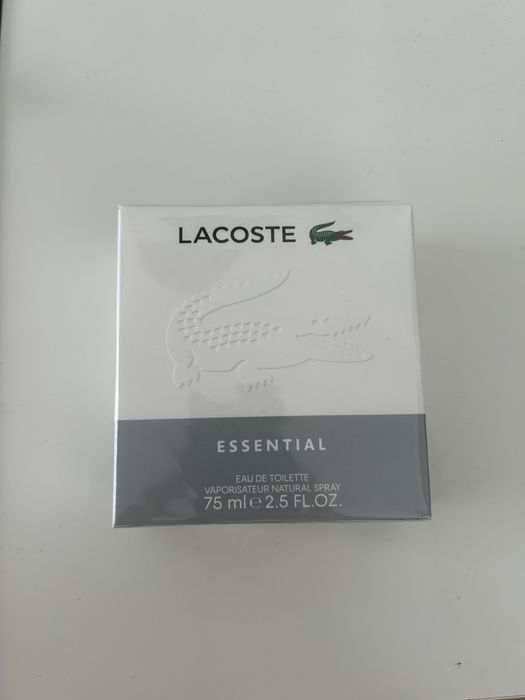 LACOSTE
ESSENTIAL
EAU DE TOILETTE
VAPORISATEUR NATURAL SPRAY
75 ml ℮ 2.5 FL.OZ.